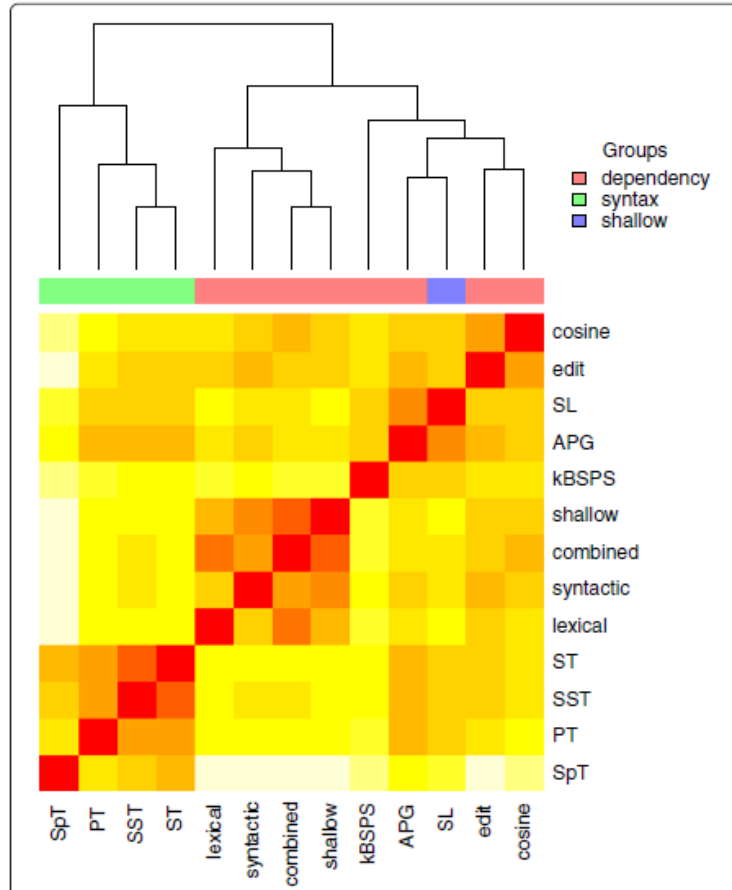 Groups
dependency
syntax
shallow
cosine
edit
SL
APG
kBSPS
shallow
combined
syntactic
lexical
ST
SST
PT
SpT
SpT
PT
SST
ST
lexical
syntactic
combined
shallow
kBSPS
APG
SL
edit
cosine